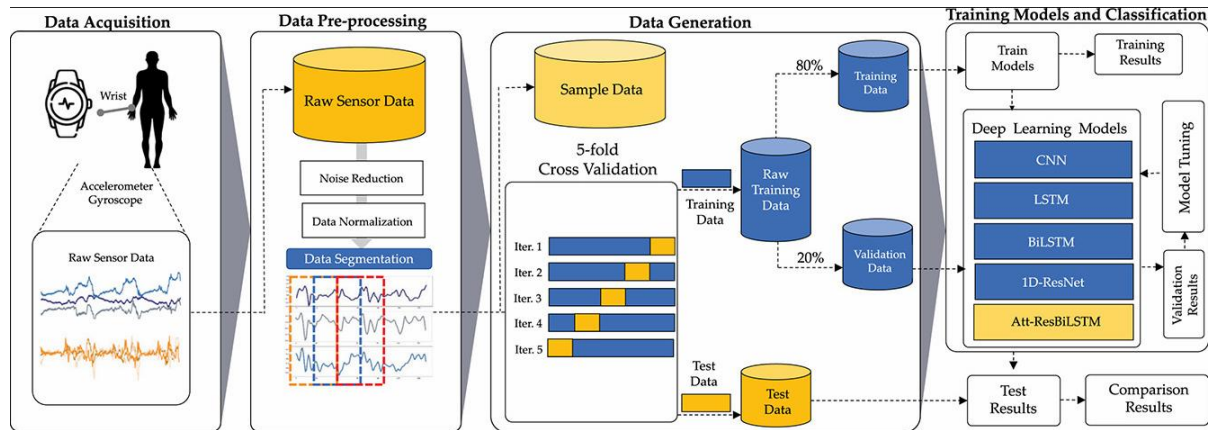 Data Acquisition
Wrist
Accelerometer
Gyroscope
Raw Sensor Data
Data Pre-processing
Raw Sensor Data
Noise Reduction
Data Normalization
Data Segmentation
Data Generation
Sample Data
5-fold
Cross Validation
Iter. 1
Iter. 2
Iter. 3
Iter. 4
Iter. 5
Training
Data
Test
Data
Raw
Training
Data
80%
Training
Data
20%
Validation
Data
Test
Data
Training Models and Classification
Train
Models
Training
Results
Deep Learning Models
CNN
LSTM
BiLSTM
1D-ResNet
Att-ResBiLSTM
Model Tuning
Validation
Results
Test
Results
Comparison
Results